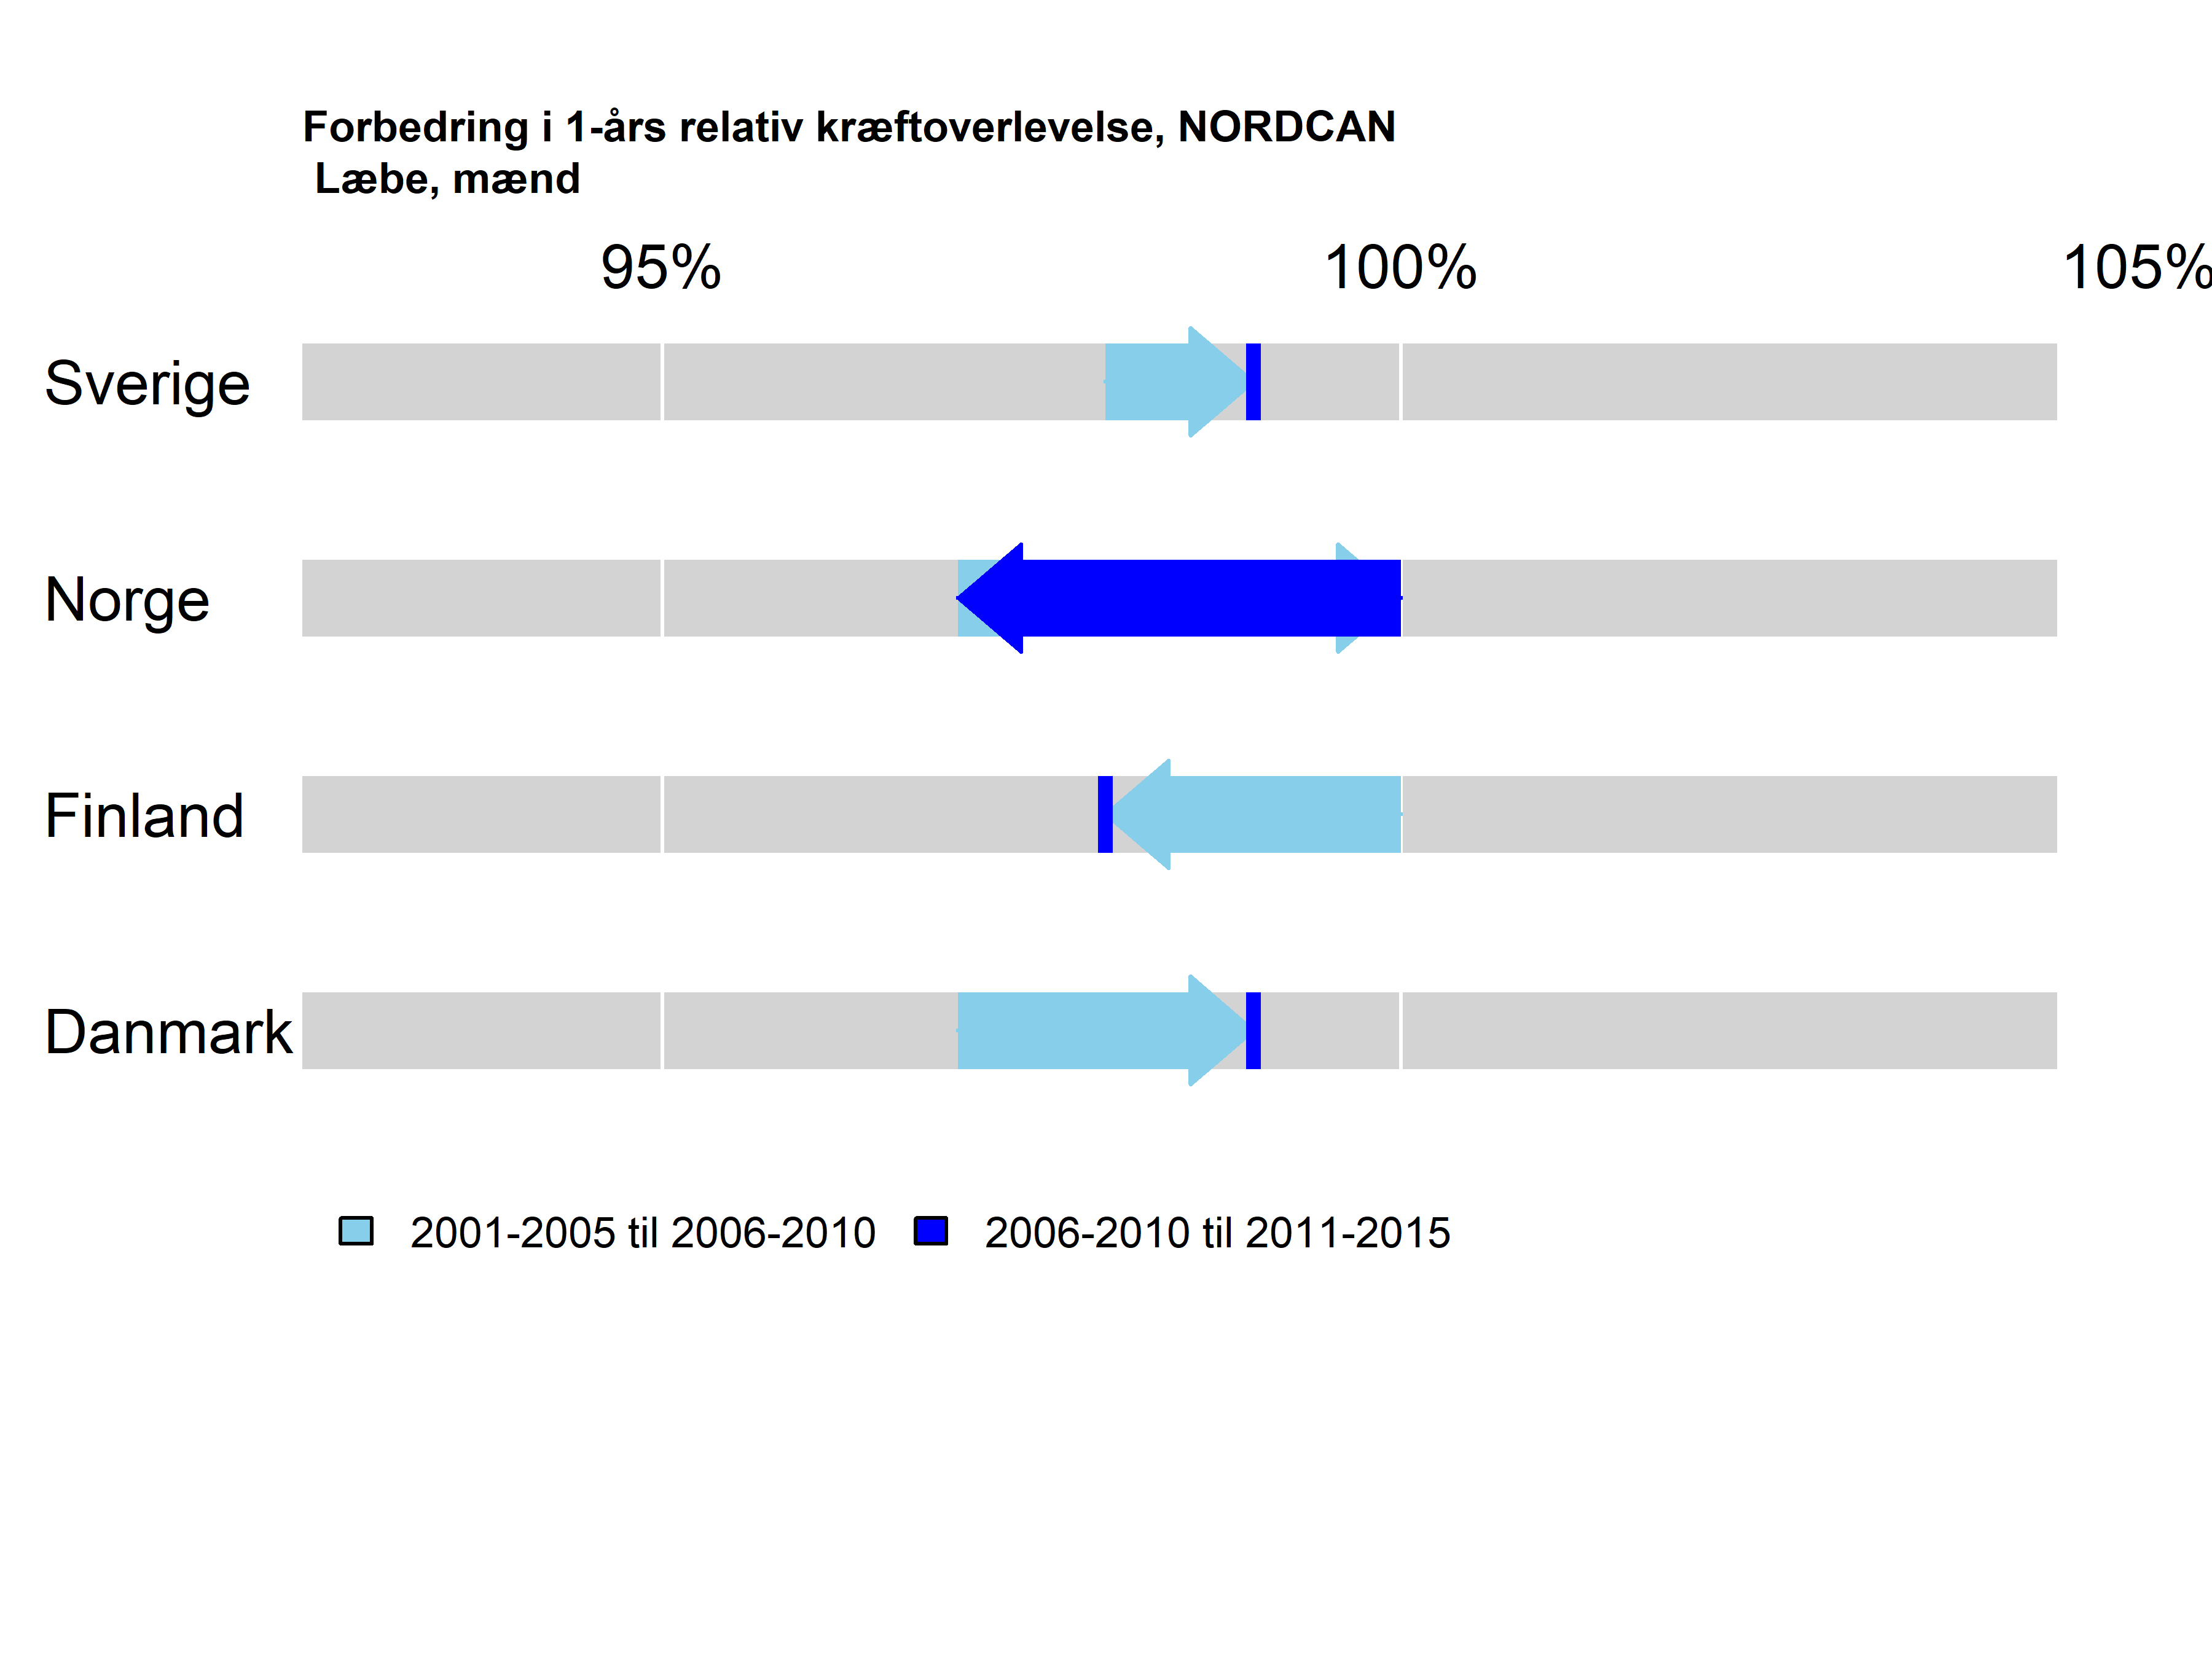 Forbedring i 1-års relativ kræftoverlevelse, NORDCAN
Læbe, mænd
95% 100% 105%
Sverige
Norge
Finland
Danmark
2001-2005 til 2006-2010 2006-2010 til 2011-2015